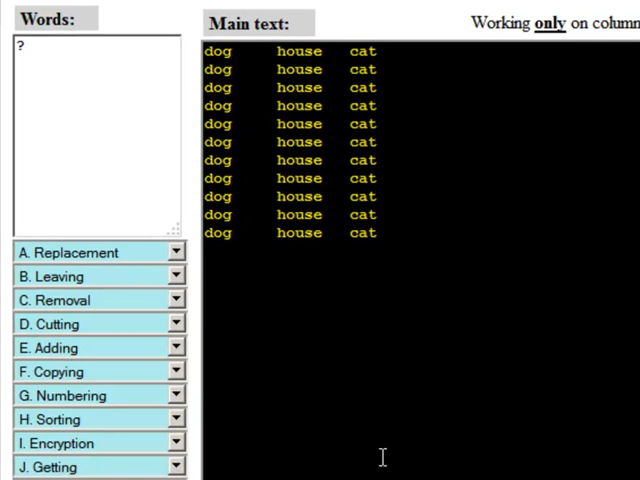 Words:
Main text:
Working only on column
?
dog house cat
dog house cat
dog house cat
dog house cat
dog house cat
dog house cat
dog house cat
dog house cat
dog house cat
dog house cat
dog house cat
A. Replacement
B. Leaving
C. Removal
D. Cutting
E. Adding
F. Copying
G. Numbering
H. Sorting
I. Encryption
J. Getting